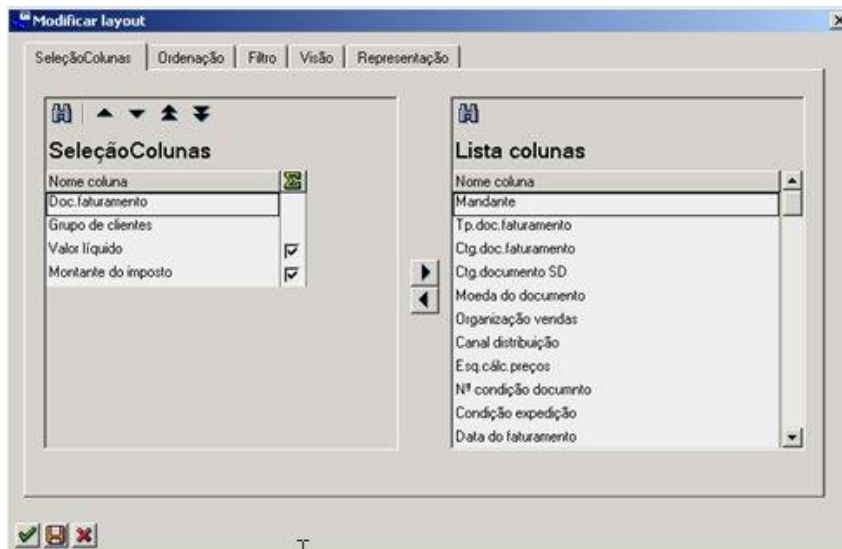 Modificar layout
SeleçãoColunas
Ordenação
Filtro
Visão
Representação
SeleçãoColunas
Nome coluna
Doc.faturamento
Grupo de clientes
Valor líquido
Montante do imposto
Lista colunas
Nome coluna
Mandante
Tp.doc.faturamento
Ctg.doc.faturamento
Ctg.documento SD
Moeda do documento
Organização vendas
Canal distribuição
Esq.cálc.preços
Nº condição documnto
Condição expedição
Data do faturamento